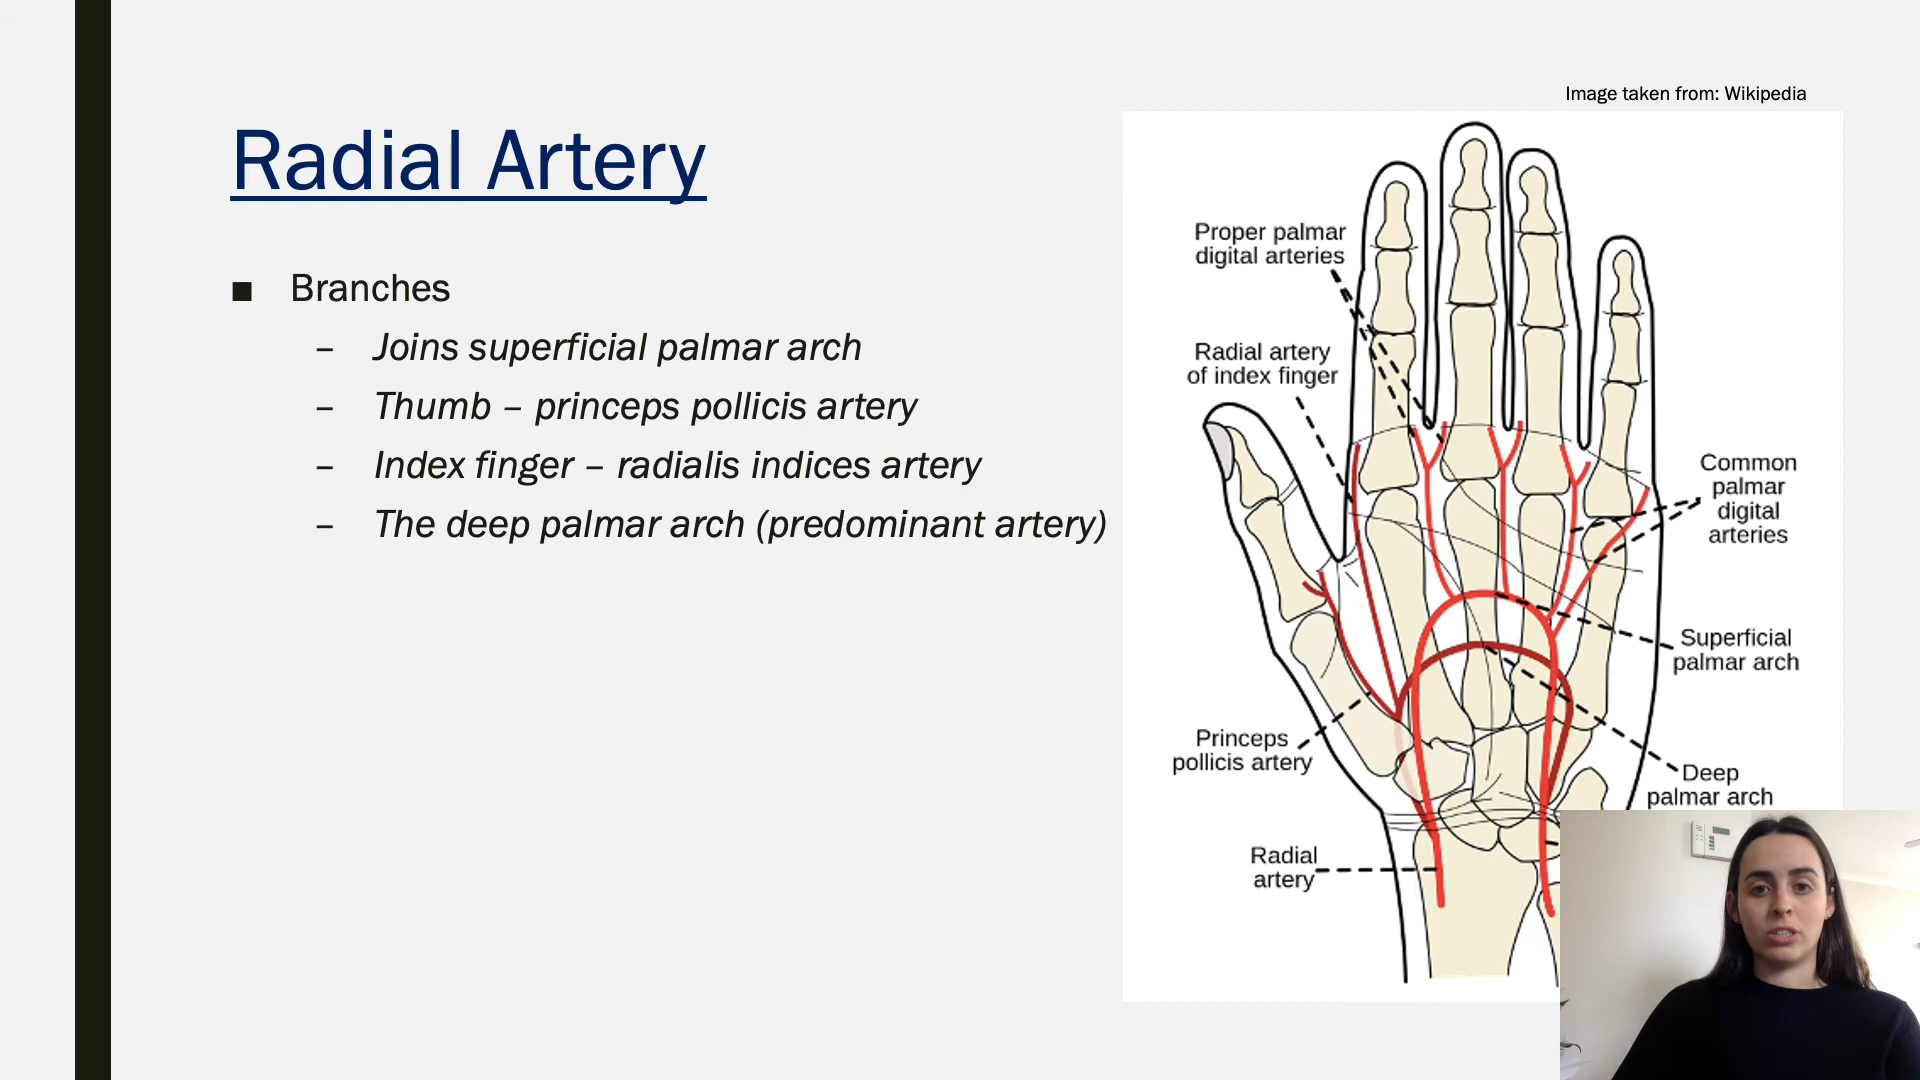 Image taken from: Wikipedia
Radial Artery
■ Branches
– Joins superficial palmar arch
– Thumb – princeps pollicis artery
– Index finger – radialis indices artery
– The deep palmar arch (predominant artery)
Proper palmar
digital arteries
Radial artery
of index finger
Common
palmar
digital
arteries
Superficial
palmar arch
Princeps
pollicis artery
Deep
palmar arch
Radial
artery